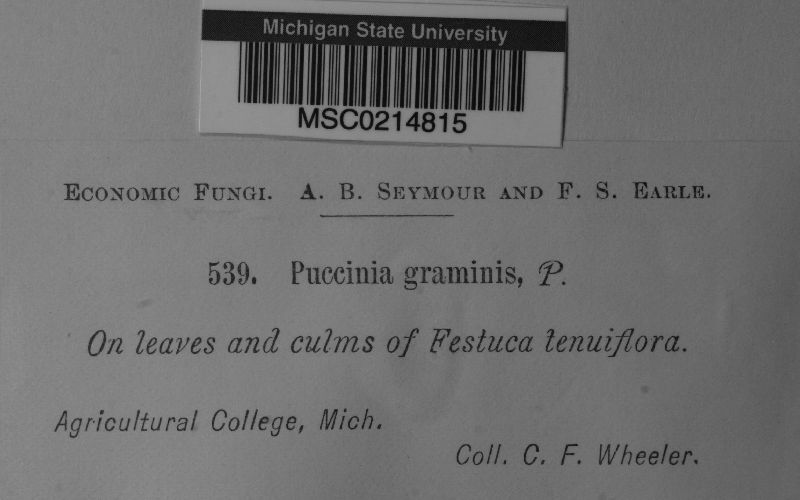 Michigan State University
MSC0214815
Economic Fungi. A. B. Seymour and F. S. Earle.
539. Puccinia graminis, P.
On leaves and culms of Festuca tenuiflora.
Agricultural College, Mich.
Coll. C. F. Wheeler.